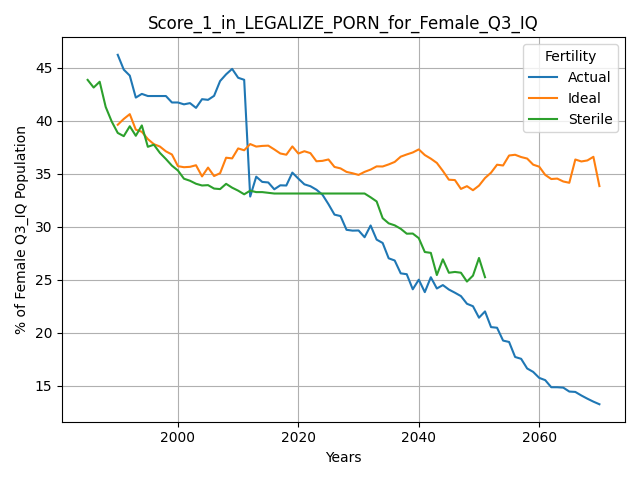 Score_1_in_LEGALIZE_PORN_for_Female_Q3_IQ
Fertility
Actual
Ideal
Sterile
% of Female Q3_IQ Population
45
40
35
30
25
20
15
2000
2020
2040
2060
Years